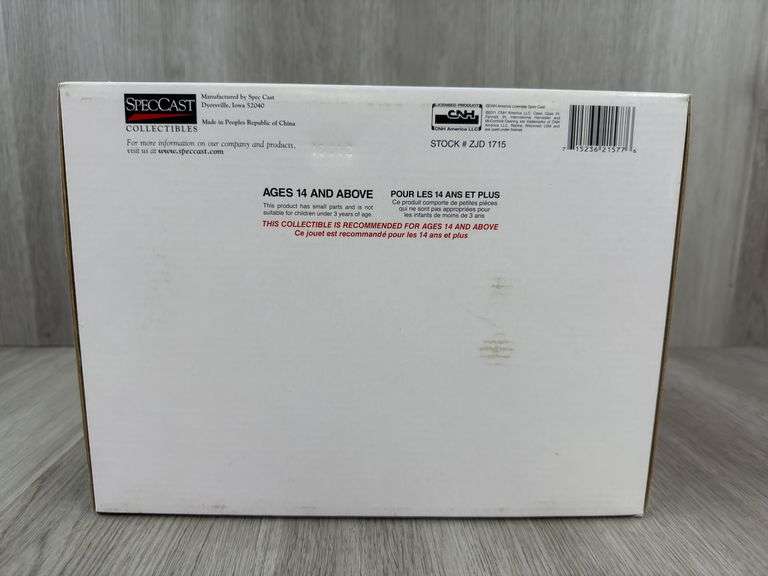 SPECCAST
COLLECTIBLES
Manufactured by Spec Cast
Dyersville, Iowa 52040
Made in Peoples Republic of China
For more information on our company and products,
visit us at www.speccast.com
LICENSED PRODUCT
CNH
CNH America LLC
STOCK # ZJD 1715
7 15236 21577 6
AGES 14 AND ABOVE
This product has small parts and is not
suitable for children under 3 years of age.
POUR LES 14 ANS ET PLUS
Ce produit comporte de petites pièces
qui ne sont pas appropriées pour
les infants de moins de 3 ans
THIS COLLECTIBLE IS RECOMMENDED FOR AGES 14 AND ABOVE
Ce jouet est recommandé pour les 14 ans et plus